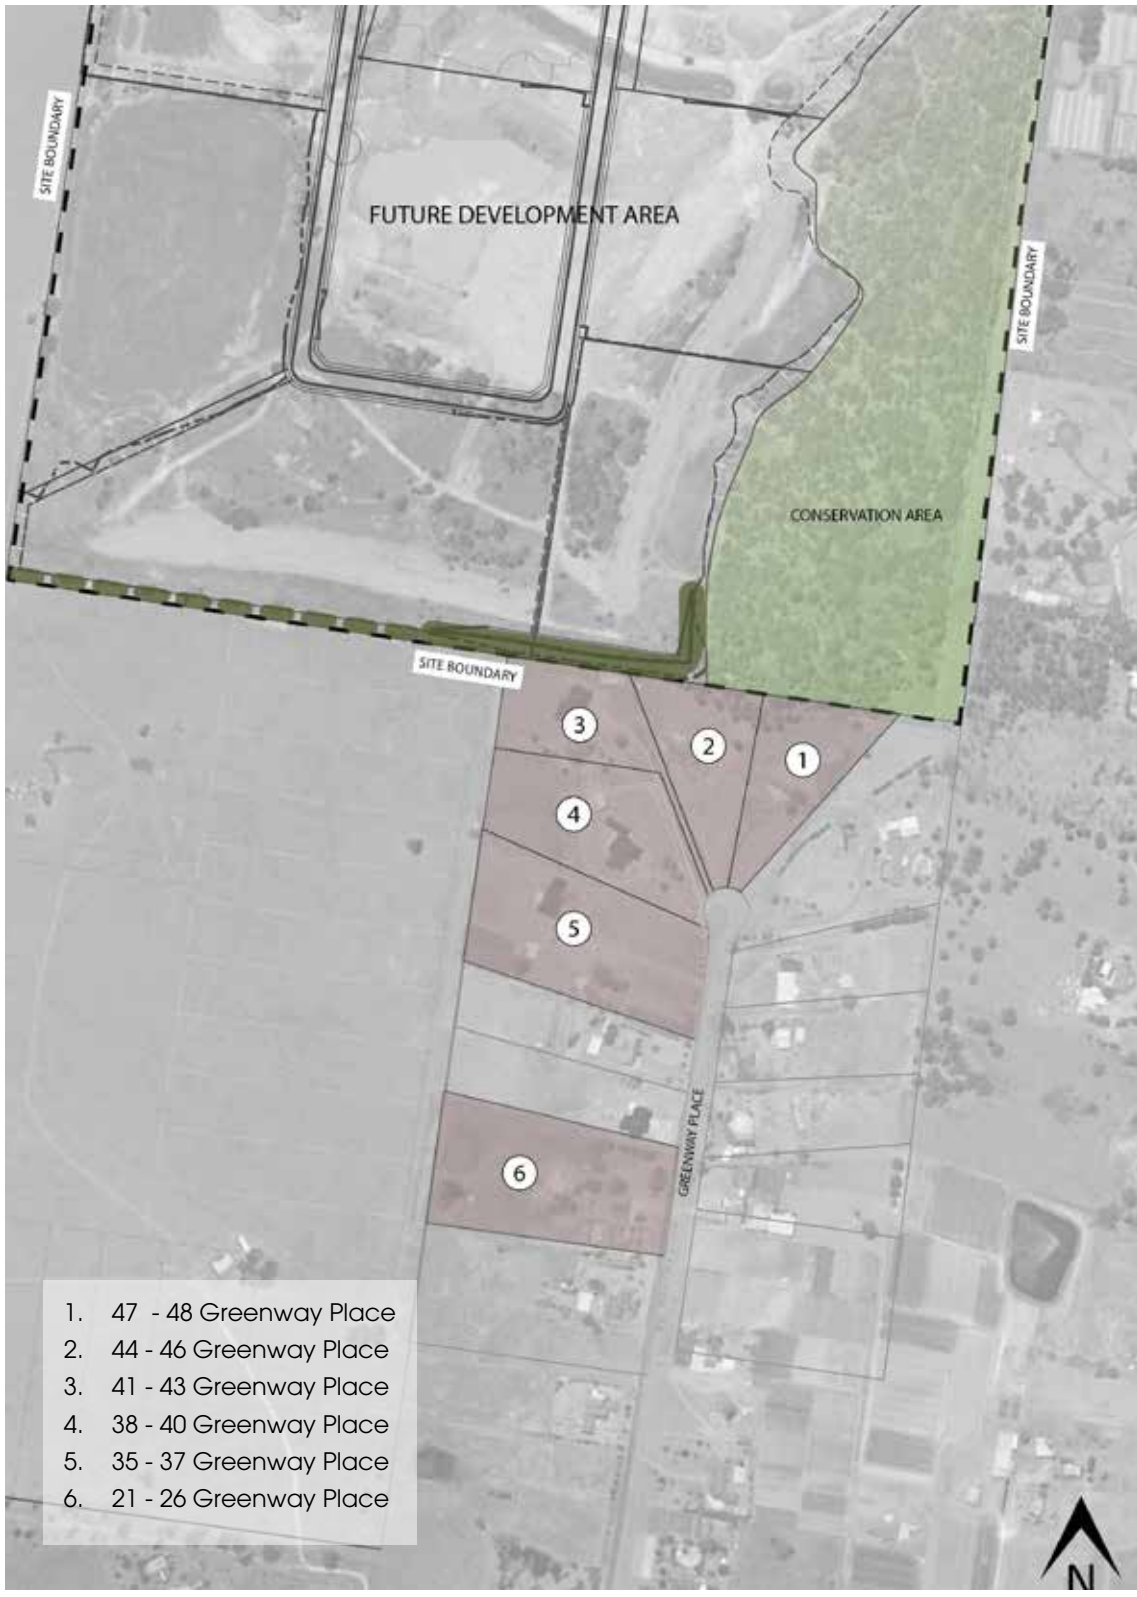 SITE BOUNDARY
FUTURE DEVELOPMENT AREA
SITE BOUNDARY
CONSERVATION AREA
SITE BOUNDARY
3
2
1
4
5
GREENWAY PLACE
6
1. 47 - 48 Greenway Place
2. 44 - 46 Greenway Place
3. 41 - 43 Greenway Place
4. 38 - 40 Greenway Place
5. 35 - 37 Greenway Place
6. 21 - 26 Greenway Place
N